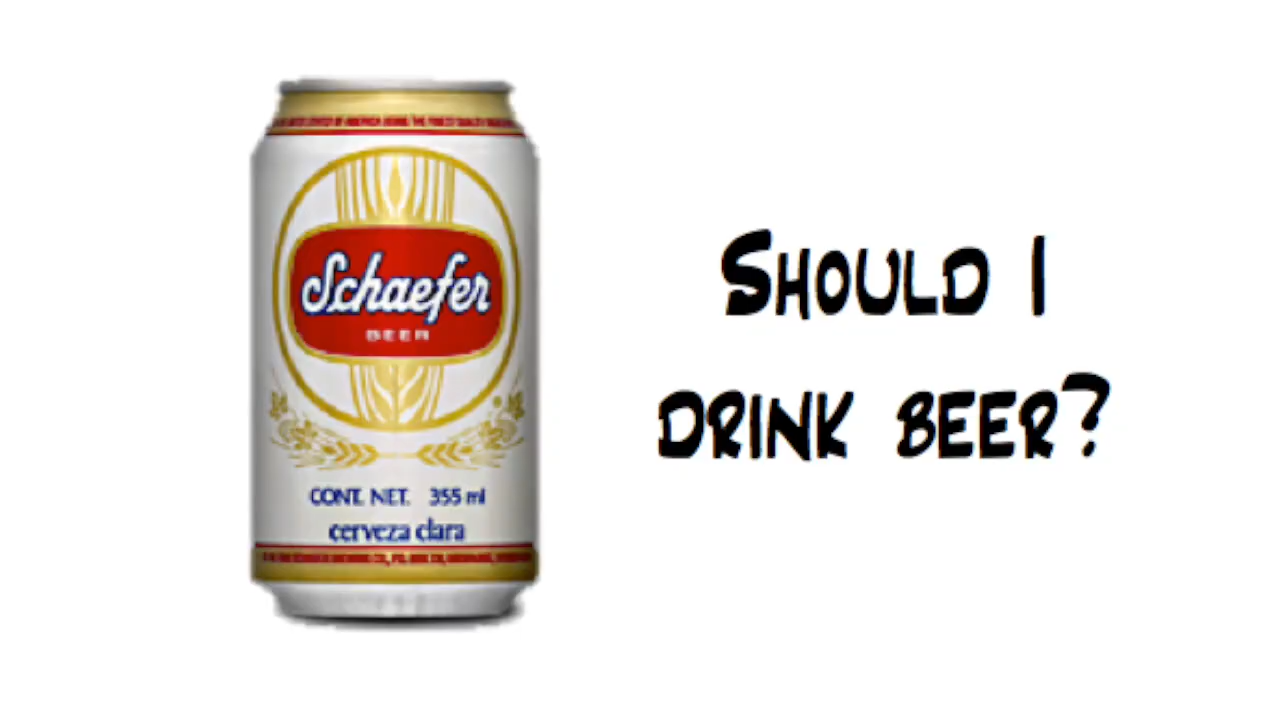 Schaefer
BEER
CONT. NET. 355 ml
cerveza clara
SHOULD I
DRINK BEER?